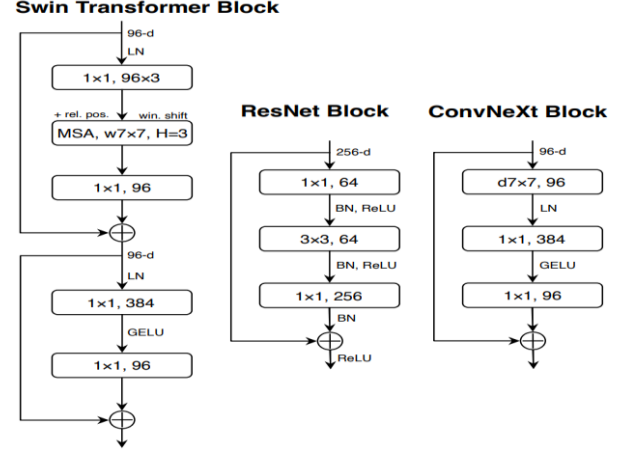 Swin Transformer Block
96-d
LN
1×1, 96×3
+ rel. pos.
win. shift
MSA, w7×7, H=3
1×1, 96
96-d
LN
1×1, 384
GELU
1×1, 96
ResNet Block
256-d
1×1, 64
BN, ReLU
3×3, 64
BN, ReLU
1×1, 256
BN
ReLU
ConvNeXt Block
96-d
d7×7, 96
LN
1×1, 384
GELU
1×1, 96